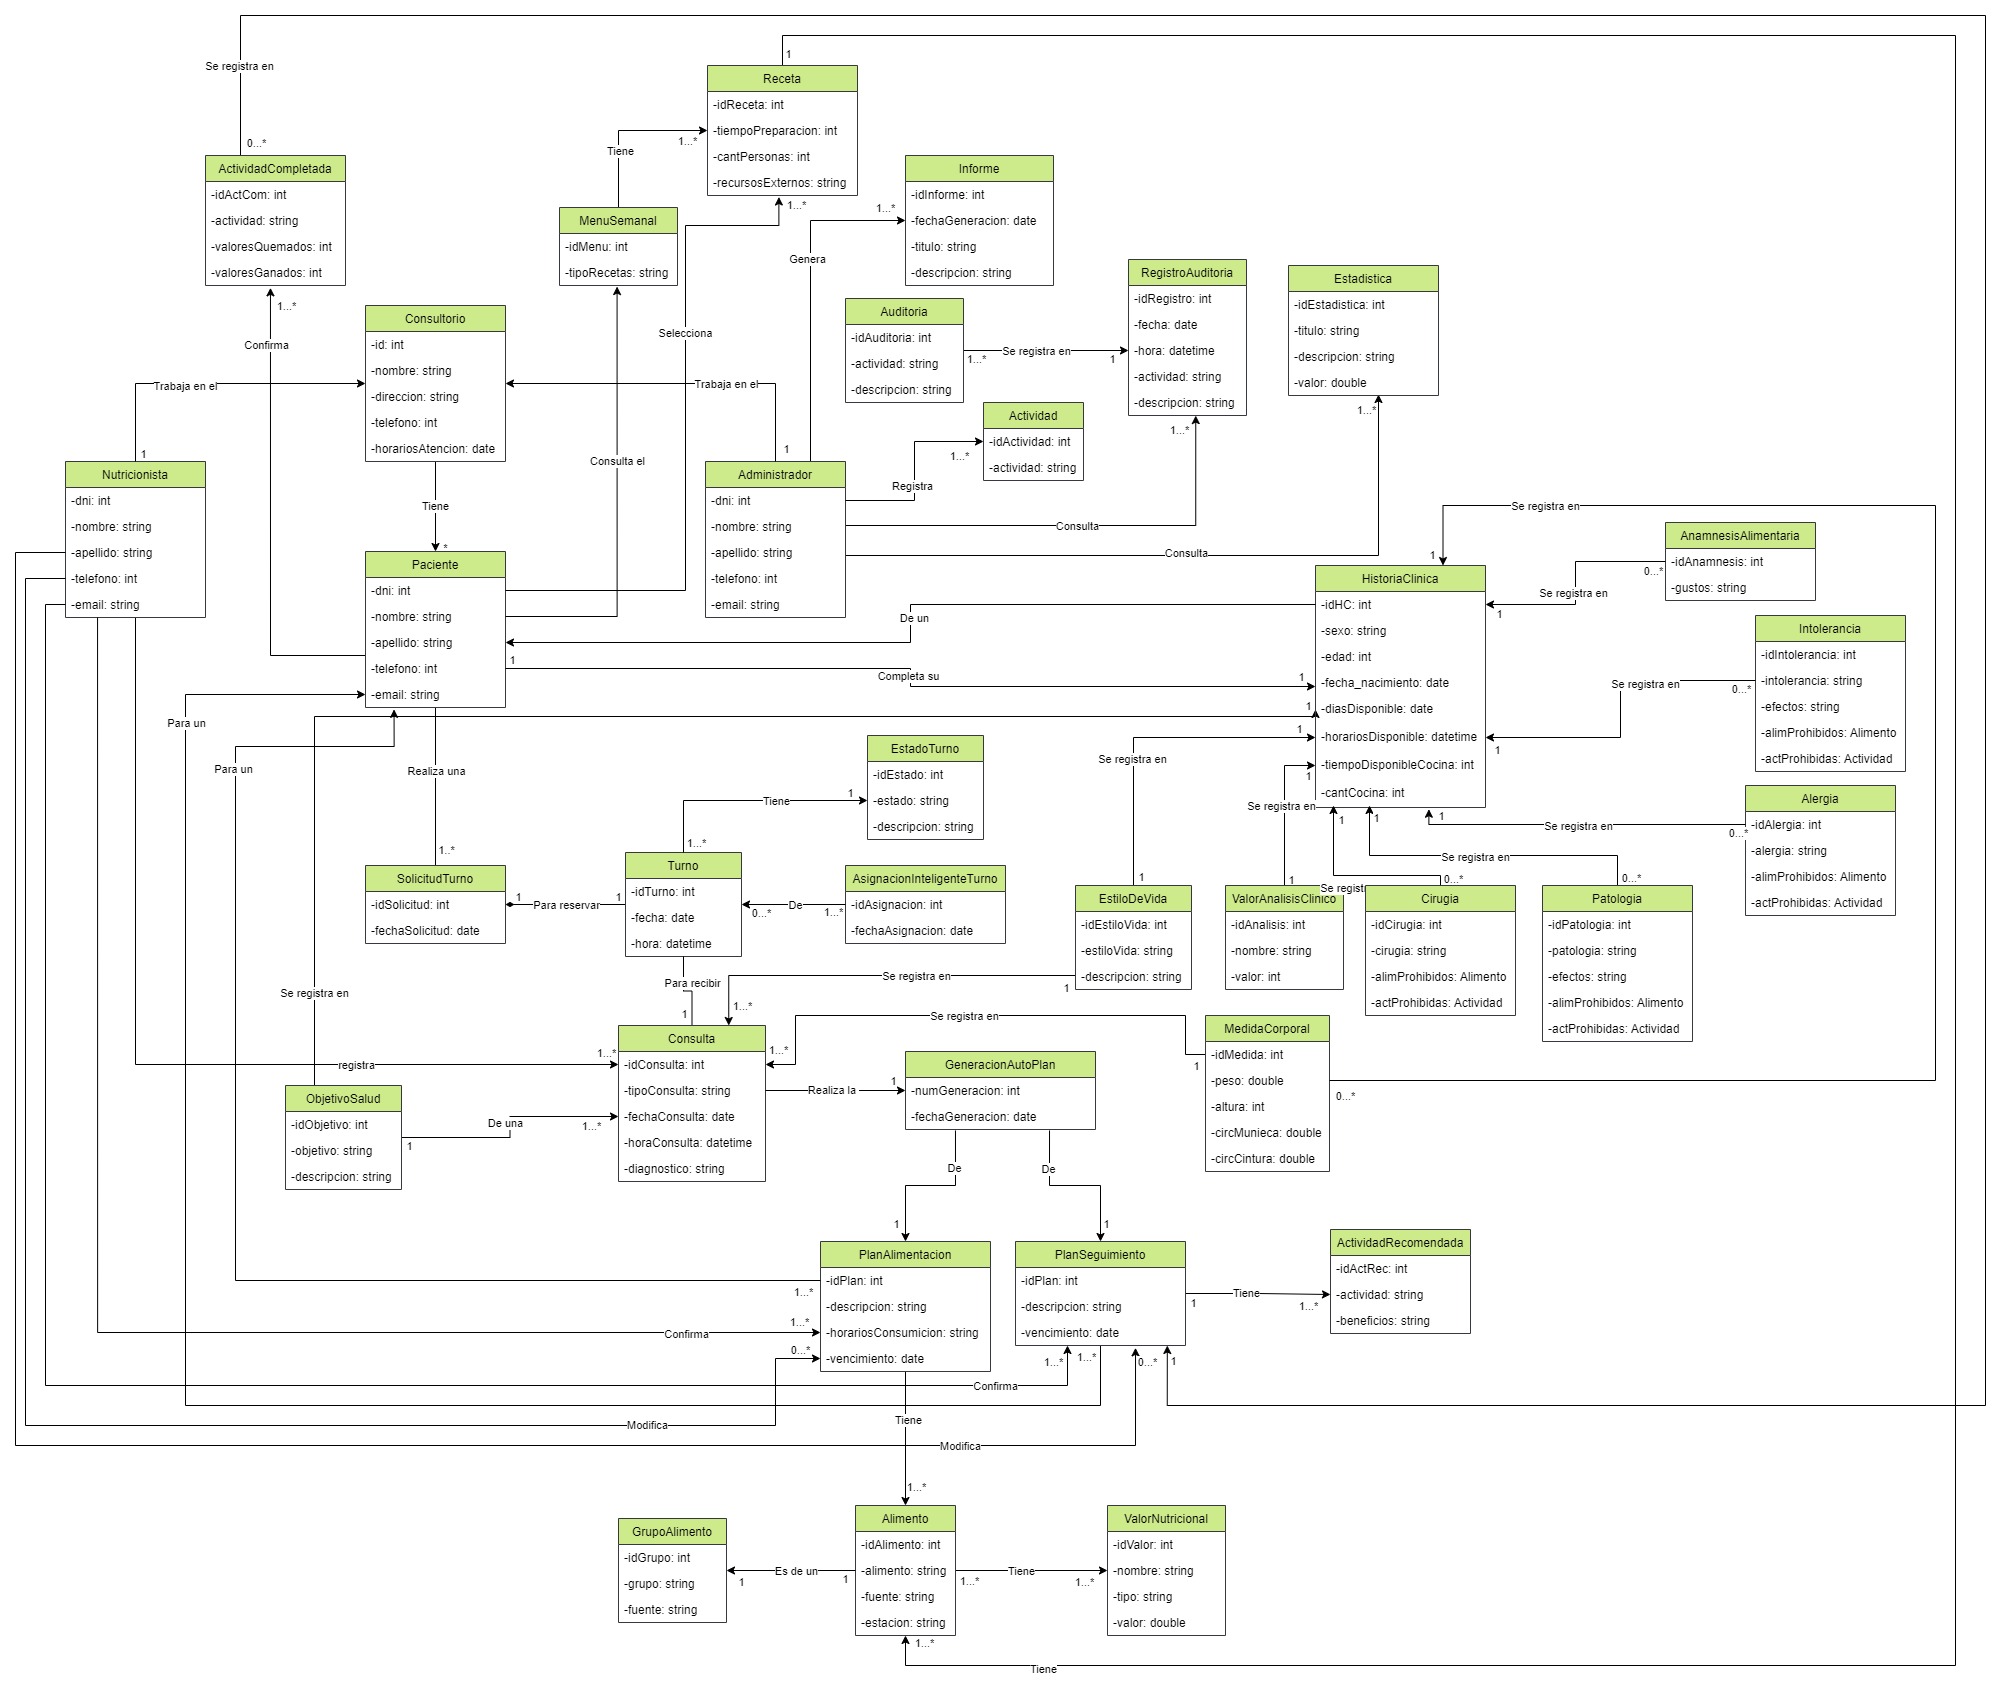 Se registra en
0...*
ActividadCompletada
-idActCom: int
-actividad: string
-valoresQuemados: int
-valoresGanados: int
1...*
Confirma
1
Receta
-idReceta: int
-tiempoPreparacion: int
-cantPersonas: int
-recursosExternos: string
1...*
Tiene
1...*
MenuSemanal
-idMenu: int
-tipoRecetas: string
Selecciona
Consulta el
Informe
-idInforme: int
-fechaGeneracion: date
-titulo: string
-descripcion: string
1...*
Genera
Consultorio
-id: int
-nombre: string
-direccion: string
-telefono: int
-horariosAtencion: date
Trabaja en el
Trabaja en el
Auditoria
-idAuditoria: int
-actividad: string
-descripcion: string
1...*
Se registra en
1
RegistroAuditoria
-idRegistro: int
-fecha: date
-hora: datetime
-actividad: string
-descripcion: string
1...*
Estadistica
-idEstadistica: int
-titulo: string
-descripcion: string
-valor: double
1...*
Actividad
-idActividad: int
-actividad: string
1...*
Registra
Consulta
Consulta
1
Nutricionista
-dni: int
-nombre: string
-apellido: string
-telefono: int
-email: string
1
Administrador
-dni: int
-nombre: string
-apellido: string
-telefono: int
-email: string
Tiene
*
Paciente
-dni: int
-nombre: string
-apellido: string
-telefono: int
-email: string
De un
1
Completa su
1
Se registra en
1
HistoriaClinica
-idHC: int
-sexo: string
-edad: int
-fecha_nacimiento: date
-diasDisponible: date
-horariosDisponible: datetime
-tiempoDisponibleCocina: int
-cantCocina: int
AnamnesisAlimentaria
-idAnamnesis: int
-gustos: string
0...*
Se registra en
1
Intolerancia
-idIntolerancia: int
-intolerancia: string
-efectos: string
-alimProhibidos: Alimento
-actProhibidas: Actividad
0...*
Se registra en
1
Alergia
-idAlergia: int
-alergia: string
-alimProhibidos: Alimento
-actProhibidas: Actividad
0...*
Se registra en
1
Para un
Para un
Realiza una
1..*
SolicitudTurno
-idSolicitud: int
-fechaSolicitud: date
1
Para reservar
1
EstadoTurno
-idEstado: int
-estado: string
-descripcion: string
1
Tiene
1...*
Turno
-idTurno: int
-fecha: date
-hora: datetime
0...*
De
1...*
AsignacionInteligenteTurno
-idAsignacion: int
-fechaAsignacion: date
1
1
Se registra en
1
EstiloDeVida
-idEstiloVida: int
-estiloVida: string
-descripcion: string
1
Se registra en
1...*
1
Se registra en
1
ValorAnalisisClinico
-idAnalisis: int
-nombre: string
-valor: int
1
Se registr
0...*
Cirugia
-idCirugia: int
-cirugia: string
-alimProhibidos: Alimento
-actProhibidas: Actividad
1
Se registra en
0...*
Patologia
-idPatologia: int
-patologia: string
-efectos: string
-alimProhibidos: Alimento
-actProhibidas: Actividad
Para recibir
1
Consulta
-idConsulta: int
-tipoConsulta: string
-fechaConsulta: date
-horaConsulta: datetime
-diagnostico: string
1...*
registra
Se registra en
ObjetivoSalud
-idObjetivo: int
-objetivo: string
-descripcion: string
1
De una
1...*
1...*
Se registra en
1
MedidaCorporal
-idMedida: int
-peso: double
-altura: int
-circMunieca: double
-circCintura: double
0...*
Realiza la
1
GeneracionAutoPlan
-numGeneracion: int
-fechaGeneracion: date
De
De
1
1
PlanAlimentacion
-idPlan: int
-descripcion: string
-horariosConsumicion: string
-vencimiento: date
1...*
1...*
0...*
Confirma
PlanSeguimiento
-idPlan: int
-descripcion: string
-vencimiento: date
1
Tiene
1...*
ActividadRecomendada
-idActRec: int
-actividad: string
-beneficios: string
1...*
1...*
0...*
1
Confirma
Modifica
Modifica
Tiene
1...*
GrupoAlimento
-idGrupo: int
-grupo: string
-fuente: string
1
Es de un
1
Alimento
-idAlimento: int
-alimento: string
-fuente: string
-estacion: string
1...*
Tiene
1...*
ValorNutricional
-idValor: int
-nombre: string
-tipo: string
-valor: double
1...*
Tiene